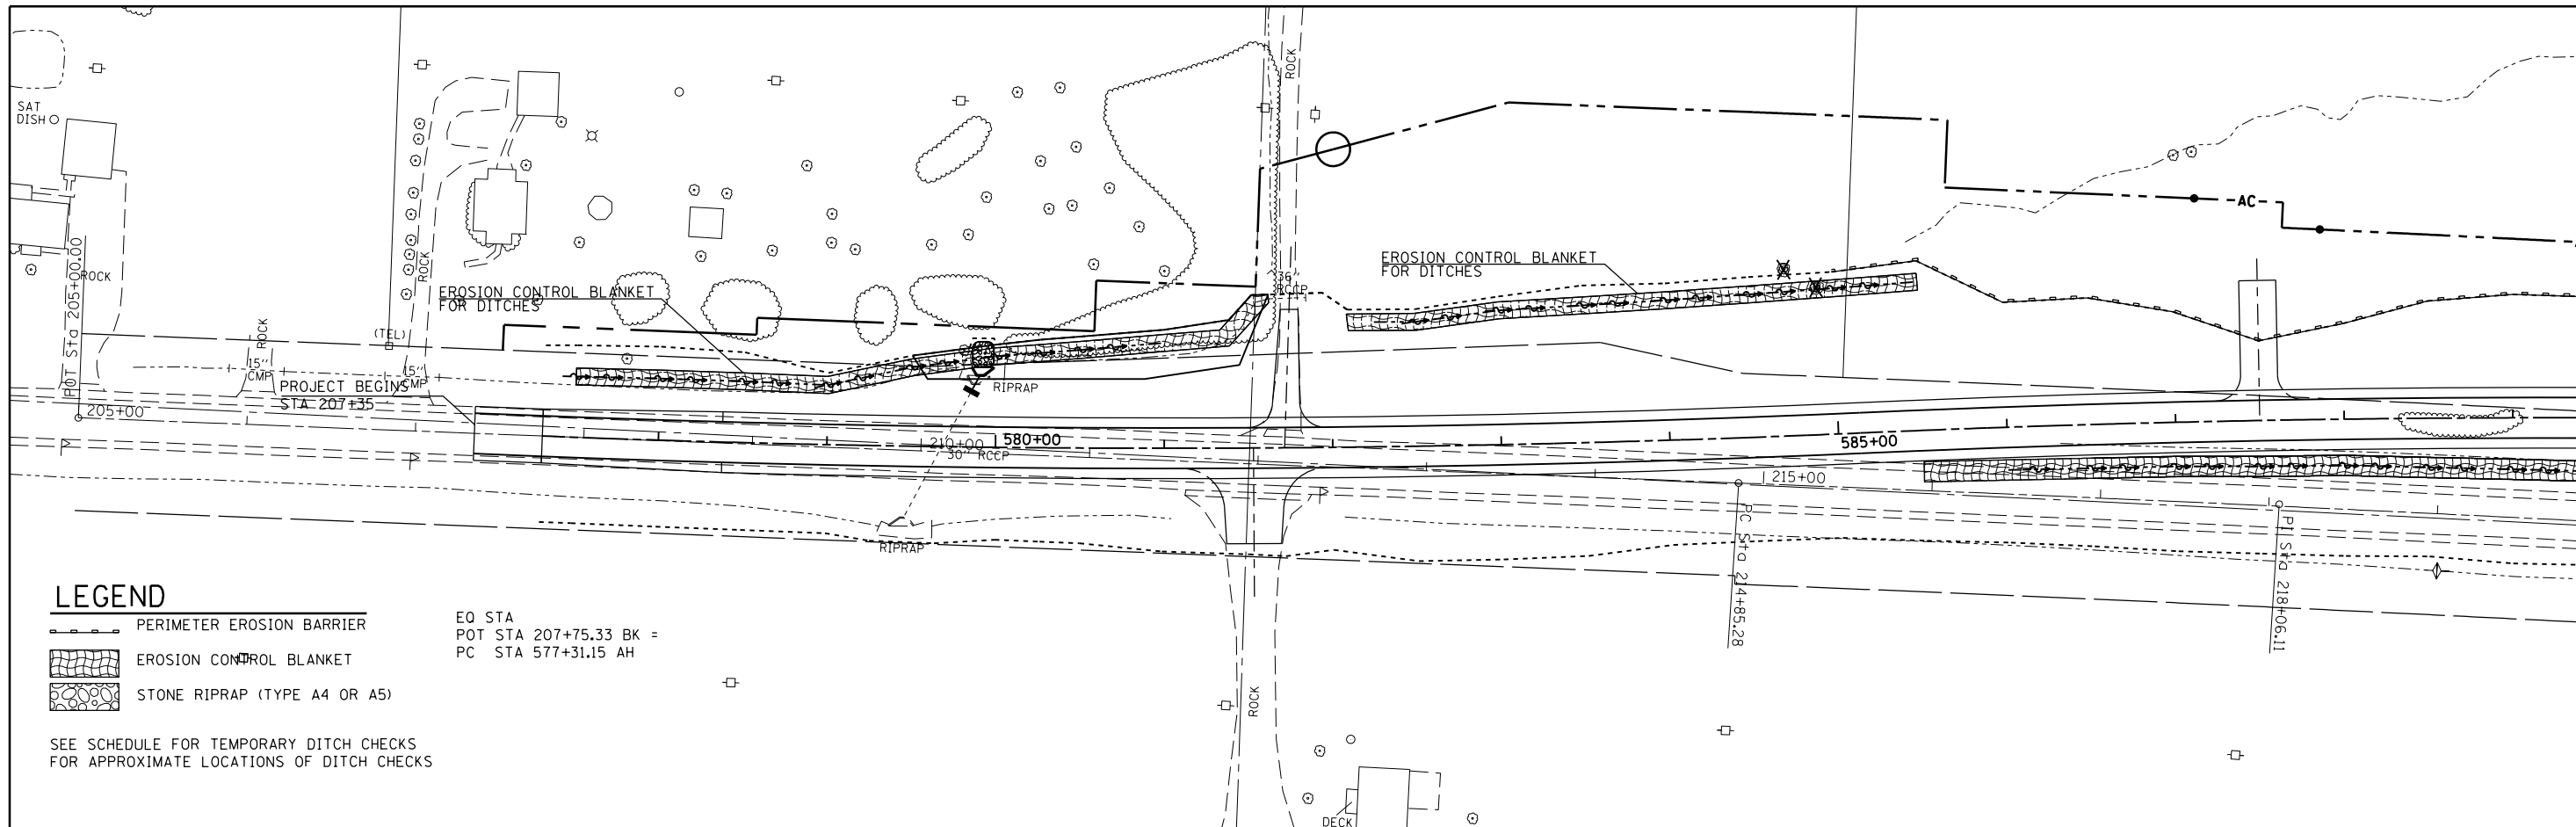 SAT
DISH
ROCK
ROCK
POT Sta 205+00.00
ROCK
ROCK
EROSION CONTROL BLANKET
FOR DITCHES
EROSION CONTROL BLANKET
FOR DITCHES
36"
RCCP
AC
(TEL)
15"
CMP
15"
CMP
PROJECT BEGINS
STA 207+35
205+00
RIPRAP
210+00
580+00
30" RCCP
585+00
215+00
PC Sta 214+85.28
PI Sta 218+06.11
RIPRAP
LEGEND
PERIMETER EROSION BARRIER
EROSION CONTROL BLANKET
STONE RIPRAP (TYPE A4 OR A5)
EQ STA
POT STA 207+75.33 BK =
PC STA 577+31.15 AH
ROCK
SEE SCHEDULE FOR TEMPORARY DITCH CHECKS
FOR APPROXIMATE LOCATIONS OF DITCH CHECKS
DECK